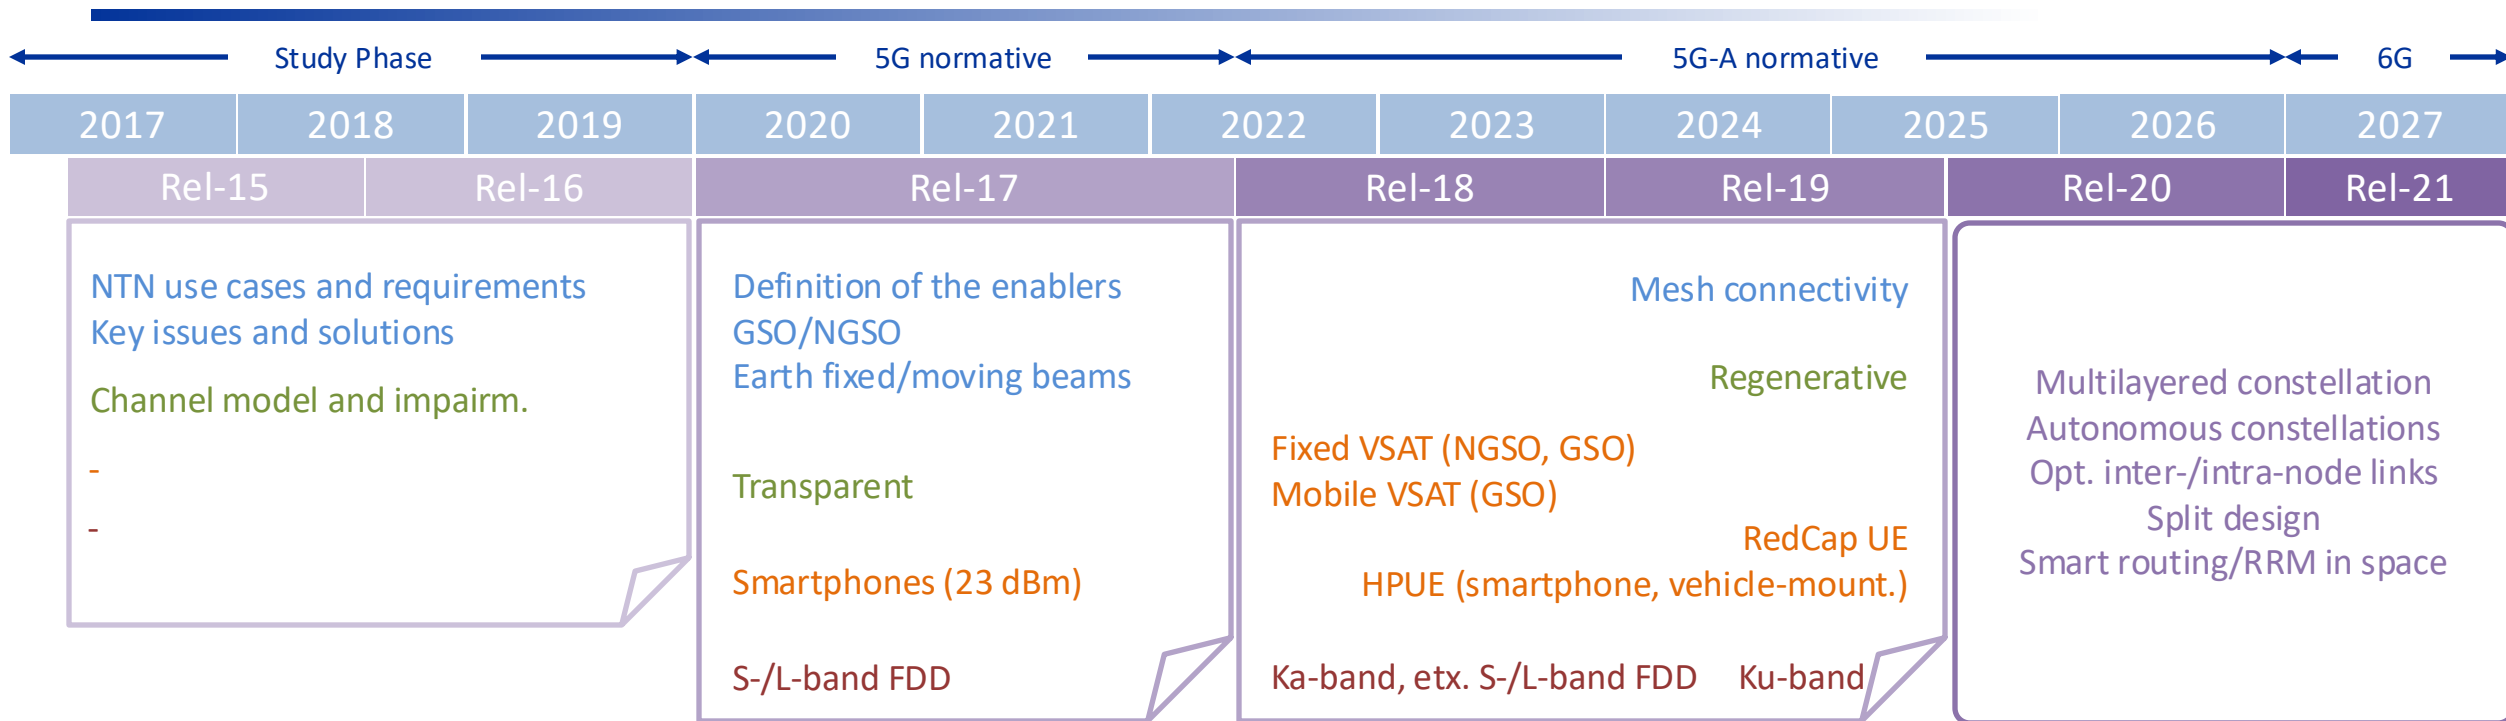 Study Phase 5G normative 5G-A normative 6G
2017 2018 2019 2020 2021 2022 2023 2024 2025 2026 2027
Rel-15 Rel-16 Rel-17 Rel-18 Rel-19 Rel-20 Rel-21
NTN use cases and requirements
Key issues and solutions
Channel model and impairm.
-
-
Definition of the enablers
GSO/NGSO
Earth fixed/moving beams
Transparent
Smartphones (23 dBm)
S-/L-band FDD
Mesh connectivity
Regenerative
Fixed VSAT (NGSO, GSO)
Mobile VSAT (GSO)
RedCap UE
HPUE (smartphone, vehicle-mount.)
Ka-band, etx. S-/L-band FDD Ku-band
Multilayered constellation
Autonomous constellations
Opt. inter-/intra-node links
Split design
Smart routing/RRM in space